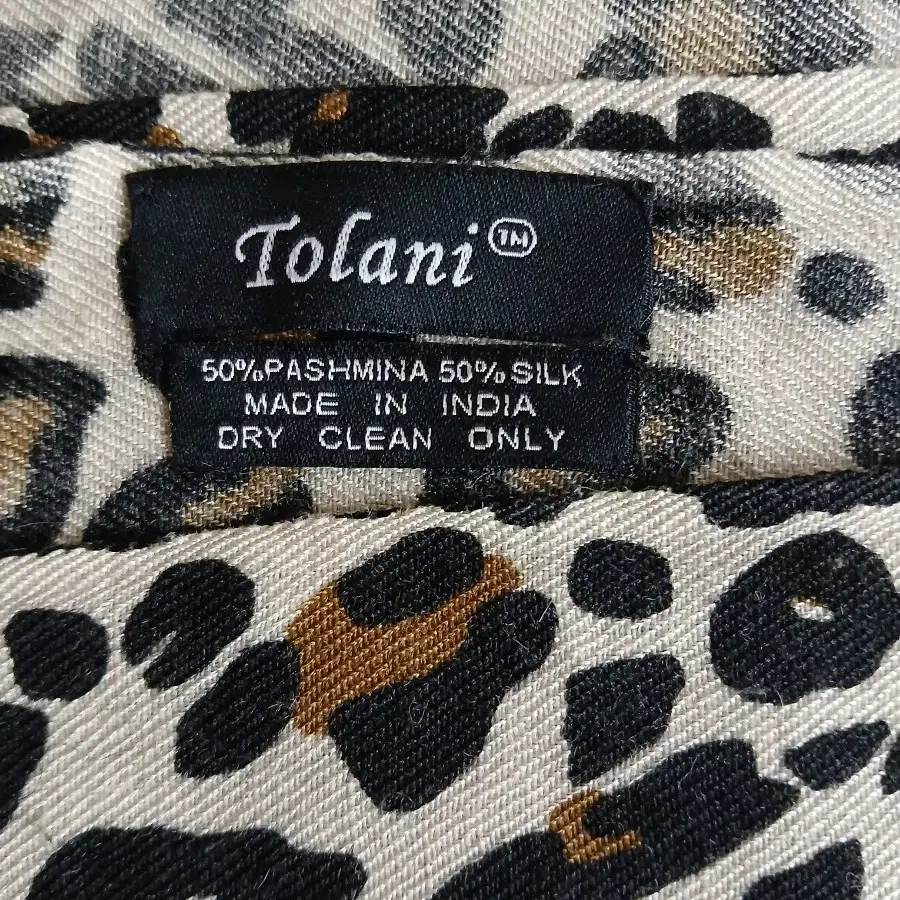 Tolani™
50%PASHMINA 50%SILK
MADE IN INDIA
DRY CLEAN ONLY